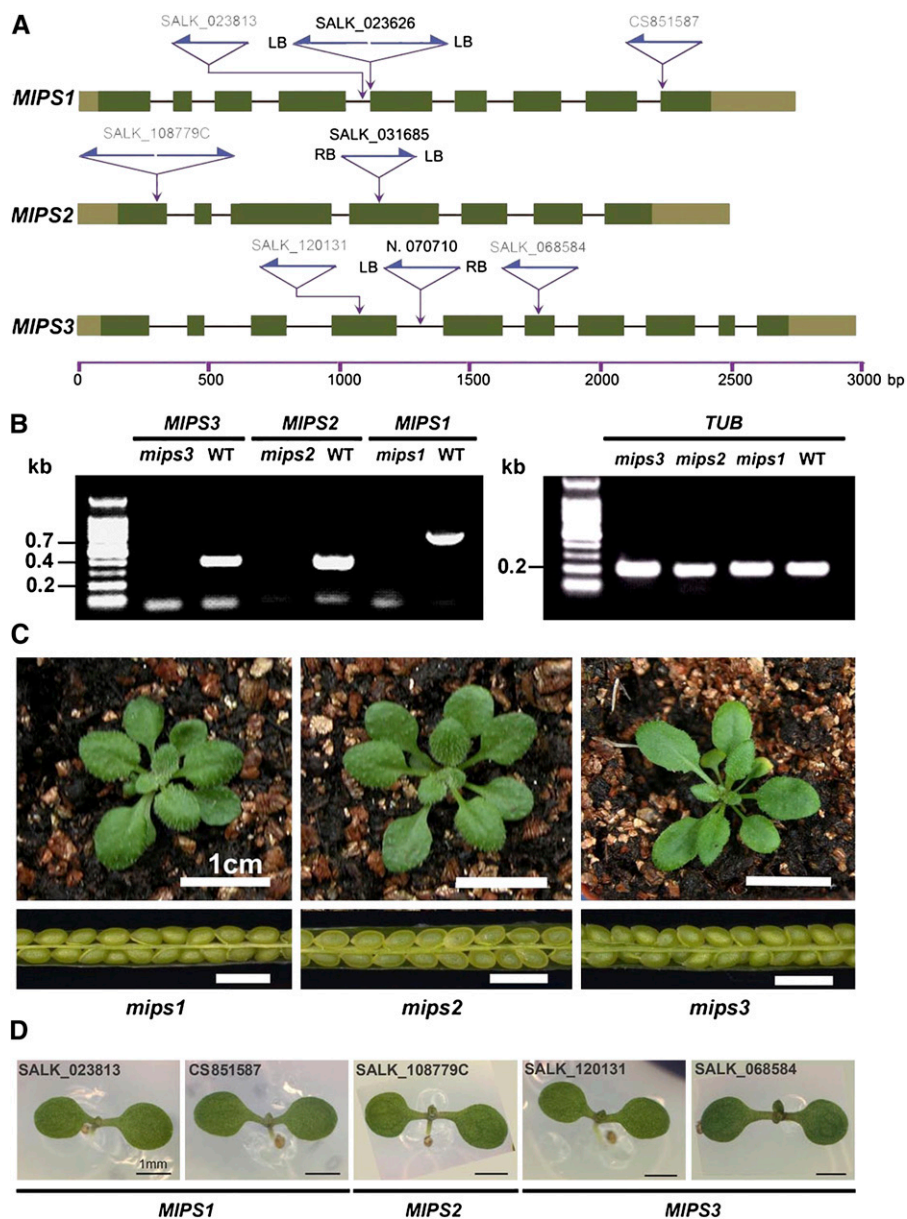 A
SALK_023813
LB
SALK_023626
LB
CS851587
MIPS1
SALK_108779C
RB
SALK_031685
LB
MIPS2
SALK_120131
LB
N. 070710
RB
SALK_068584
MIPS3
0 500 1000 1500 2000 2500 3000 bp
B
MIPS3 MIPS2 MIPS1
kb mips3 WT mips2 WT mips1 WT
0.7
0.4
0.2
TUB
kb mips3 mips2 mips1 WT
0.2
C
1cm
mips1 mips2 mips3
D
SALK_023813 CS851587 SALK_108779C SALK_120131 SALK_068584
1mm
MIPS1 MIPS2 MIPS3